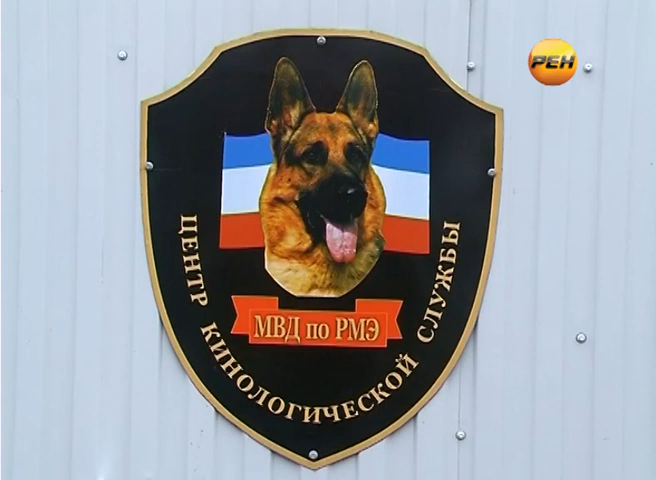 РЕН
МВД по РМЭ
ЦЕНТР КИНОЛОГИЧЕСКОЙ СЛУЖБЫ